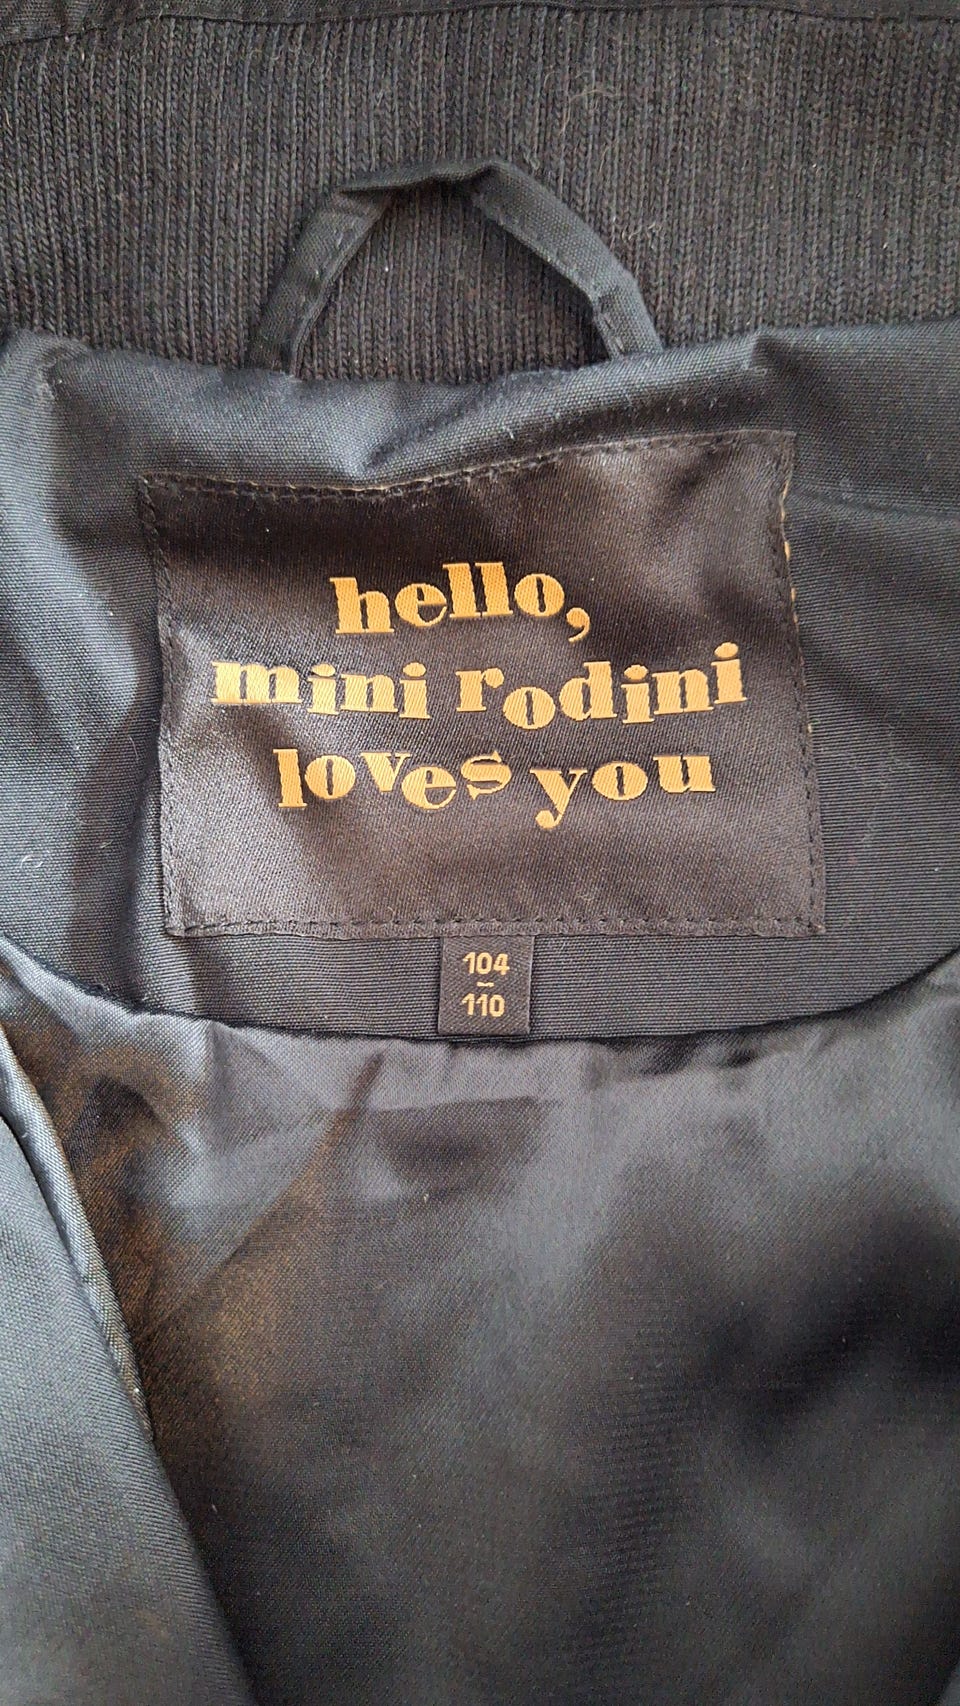 hello,
mini rodini
loves you
104
–
110